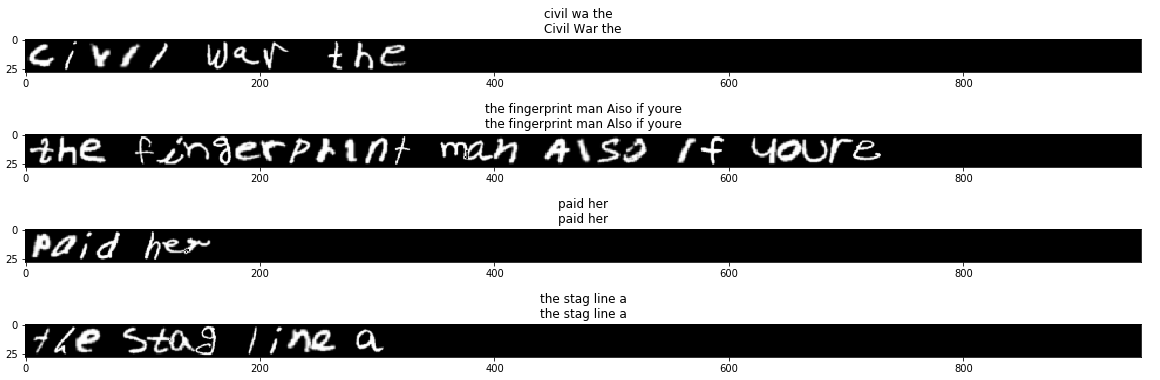 civil wa the
Civil War the
0
civil War the
25
0 200 400 600 800
the fingerprint man Aiso if youre
the fingerprint man Also if youre
0
the fingerprint man Also if youre
25
0 200 400 600 800
paid her
paid her
0
paid her
25
0 200 400 600 800
the stag line a
the stag line a
0
the stag line a
25
0 200 400 600 800